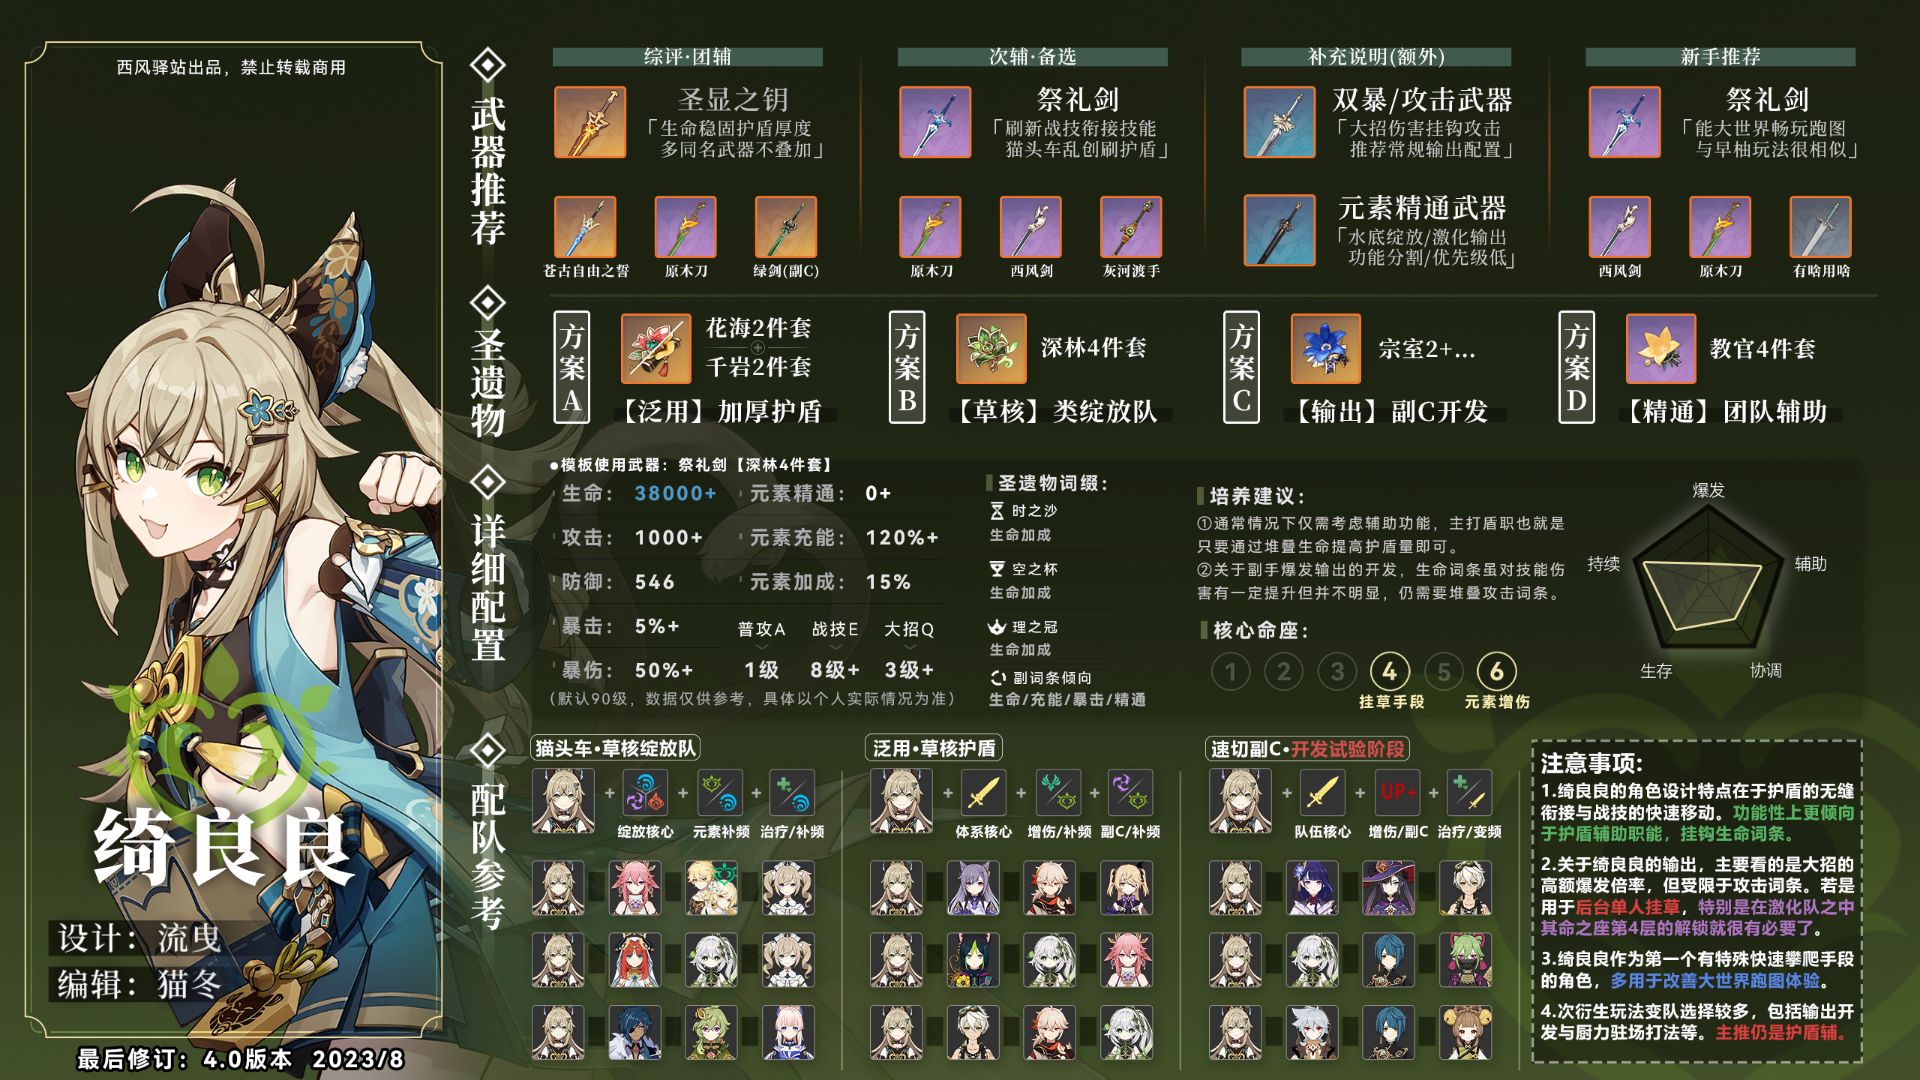 西风驿站出品，禁止转载商用
绮良良
设计：流曳
编辑：猫冬
最后修订：4.0版本 2023/8
武器推荐
综评·团辅
圣显之钥
「生命稳固护盾厚度
多同名武器不叠加」
苍古自由之誓
原木刀
绿剑(副C)
次辅·备选
祭礼剑
「刷新战技衔接技能
猫头车乱创刷护盾」
原木刀
西风剑
灰河渡手
补充说明(额外)
双暴/攻击武器
「大招伤害挂钩攻击
推荐常规输出配置」
元素精通武器
「水底绽放/激化输出
功能分割/优先级低」
新手推荐
祭礼剑
「能大世界畅玩跑图
与早柚玩法很相似」
西风剑
原木刀
有啥用啥
圣遗物
方案A
花海2件套
千岩2件套
【泛用】加厚护盾
方案B
深林4件套
【草核】类绽放队
方案C
宗室2+...
【输出】副C开发
方案D
教官4件套
【精通】团队辅助
详细配置
●模板使用武器：祭礼剑【深林4件套】
生命： 38000+ 元素精通： 0+
攻击： 1000+ 元素充能： 120%+
防御： 546 元素加成： 15%
暴击： 5%+ 普攻A 战技E 大招Q
暴伤： 50%+ 1级 8级+ 3级+
(默认90级，数据仅供参考，具体以个人实际情况为准)
圣遗物词缀：
时之沙
生命加成
空之杯
生命加成
理之冠
生命加成
副词条倾向
生命/充能/暴击/精通
培养建议：
①通常情况下仅需考虑辅助功能，主打盾职也就是
只要通过堆叠生命提高护盾量即可。
②关于副手爆发输出的开发，生命词条虽对技能伤
害有一定提升但并不明显，仍需要堆叠攻击词条。
核心命座：
1 2 3 4 5 6
挂草手段 元素增伤
爆发
持续
辅助
生存
协调
配队参考
猫头车·草核绽放队
+ + +
绽放核心 元素补频 治疗/补频
泛用·草核护盾
+ + +
体系核心 增伤/补频 副C/补频
速切副C·开发试验阶段
+ + UP+ +
队伍核心 增伤/副C 治疗/变频
注意事项:
1.绮良良的角色设计特点在于护盾的无缝
衔接与战技的快速移动。功能性上更倾向
于护盾辅助职能，挂钩生命词条。
2.关于绮良良的输出，主要看的是大招的
高额爆发倍率，但受限于攻击词条。若是
用于后台单人挂草，特别是在激化队之中
其命之座第4层的解锁就很有必要了。
3.绮良良作为第一个有特殊快速攀爬手段
的角色，多用于改善大世界跑图体验。
4.次衍生玩法变队选择较多，包括输出开
发与厨力驻场打法等。主推仍是护盾辅。